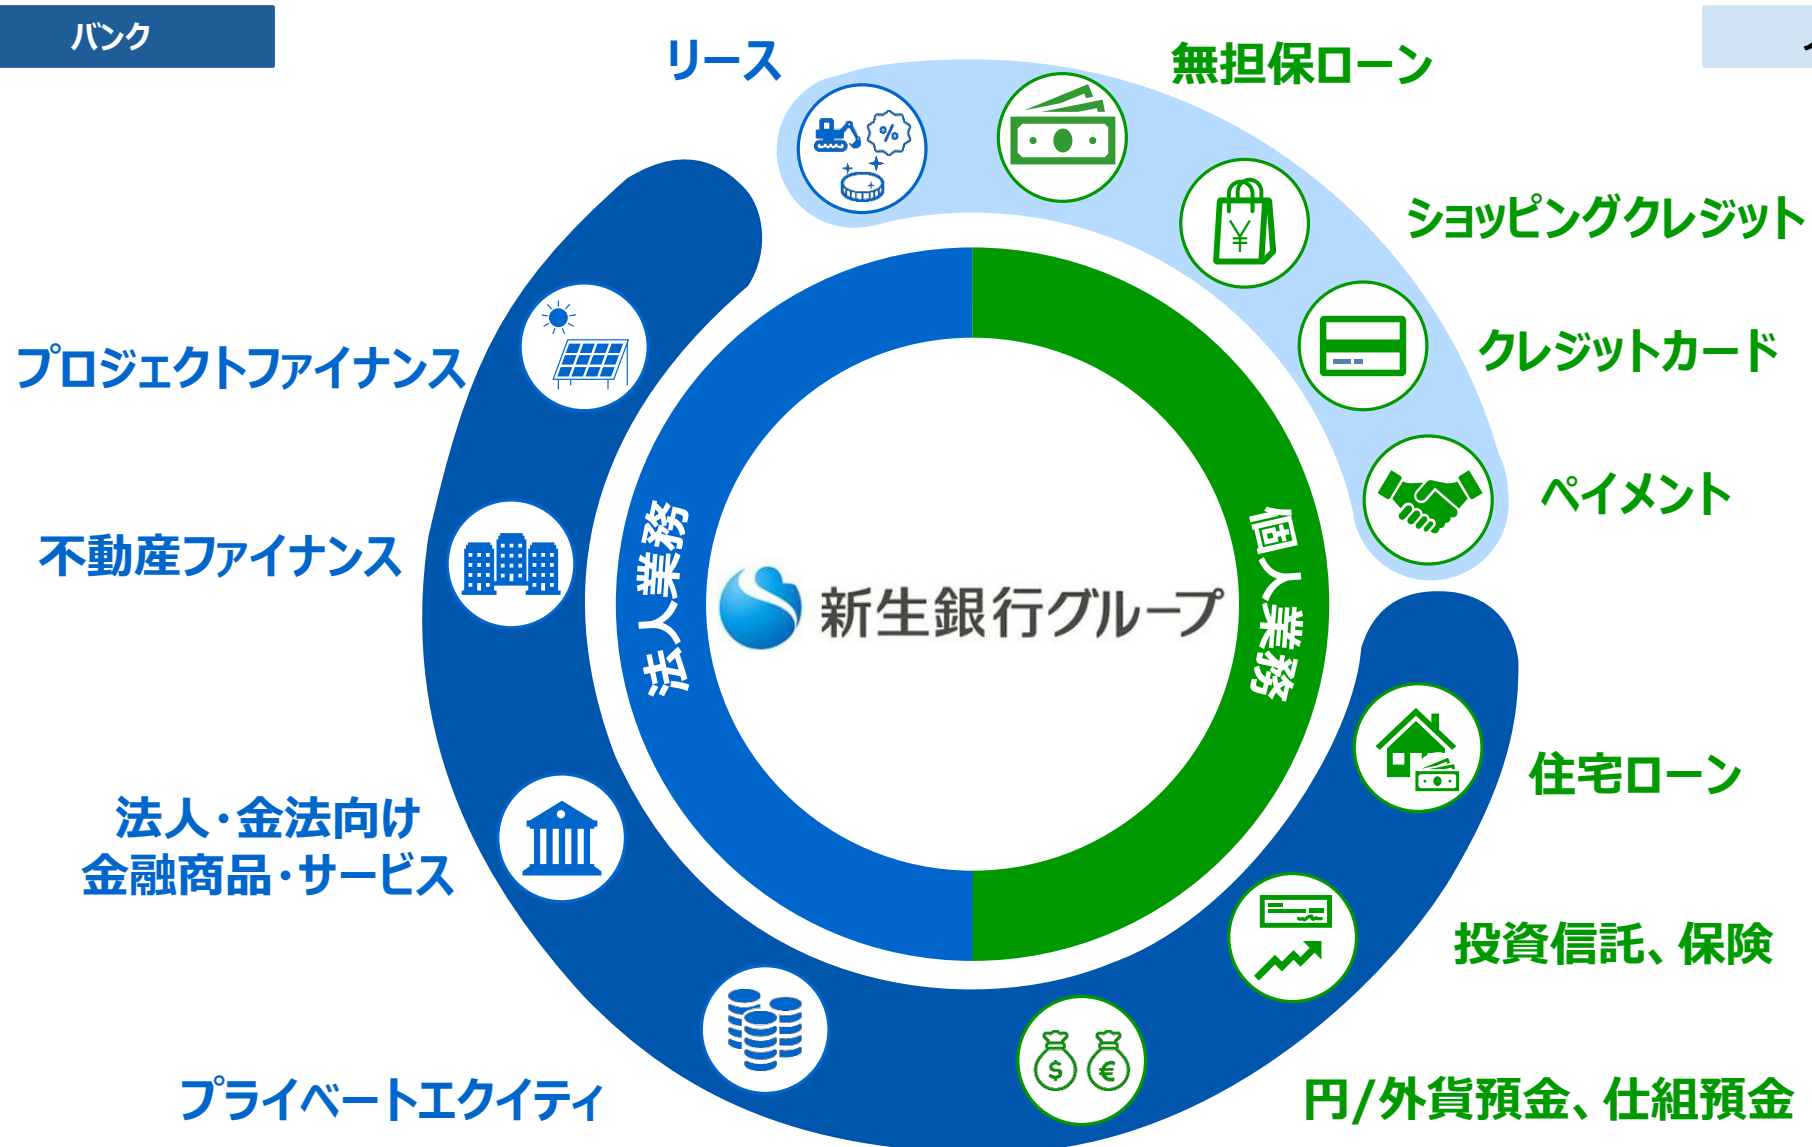 バンク
リース
無担保ローン
ショッピングクレジット
クレジットカード
ペイメント
プロジェクトファイナンス
不動産ファイナンス
法人業務
新生銀行グループ
個人業務
住宅ローン
法人・金法向け
金融商品・サービス
投資信託、保険
プライベートエクイティ
円/外貨預金、仕組預金
%
¥
$
€